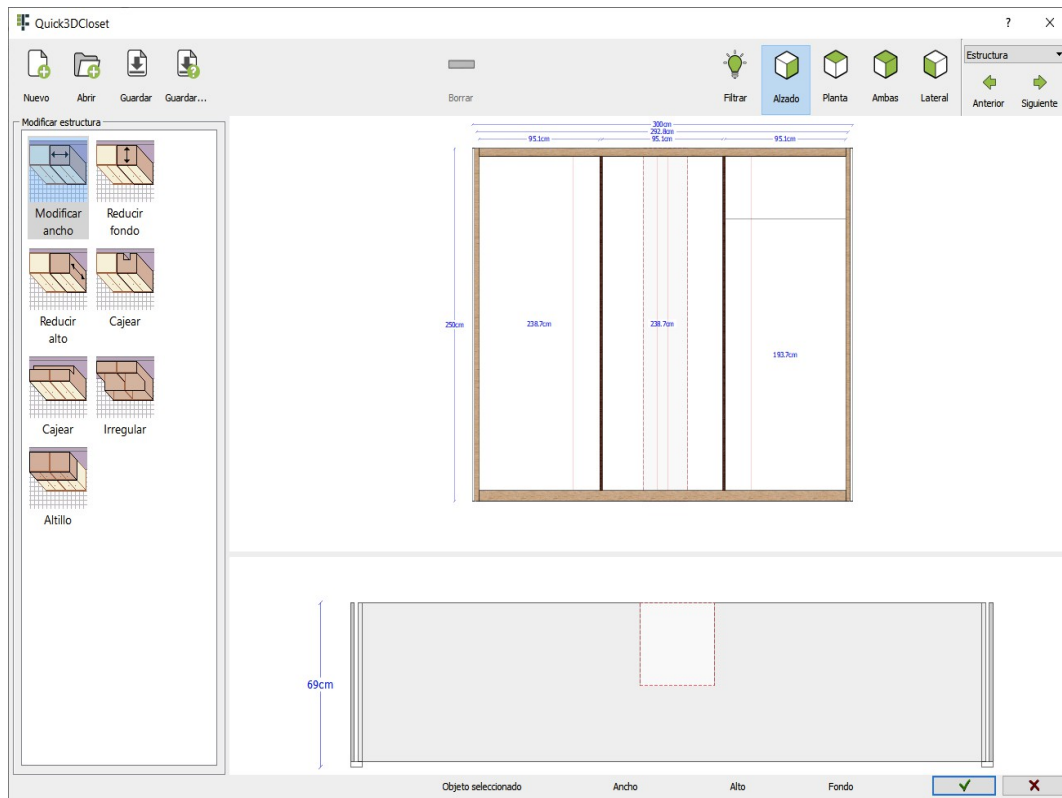 Quick3DCloset
?
X
Nuevo
Abrir
Guardar
Guardar...
Borrar
Filtrar
Alzado
Planta
Ambas
Lateral
Estructura
Anterior
Siguiente
Modificar estructura
Modificar
ancho
Reducir
fondo
Reducir
alto
Cajear
Cajear
Irregular
Altillo
300cm
292.8cm
95.1cm
95.1cm
95.1cm
250cm
238.7cm
238.7cm
193.7cm
69cm
Objeto seleccionado
Ancho
Alto
Fondo